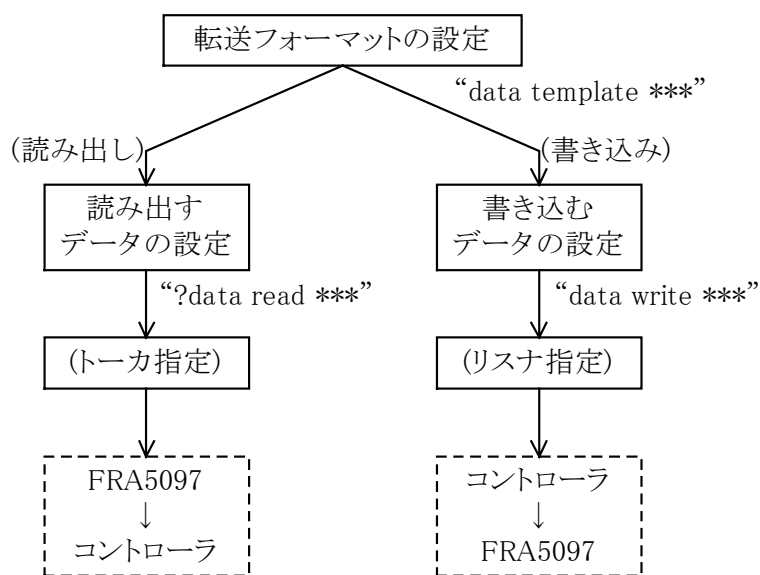 転送フォーマットの設定
“data template ***”
(読み出し)
(書き込み)
読み出す
データの設定
書き込む
データの設定
“?data read ***”
“data write ***”
(トーカ指定)
(リスナ指定)
FRA5097
↓
コントローラ
コントローラ
↓
FRA5097